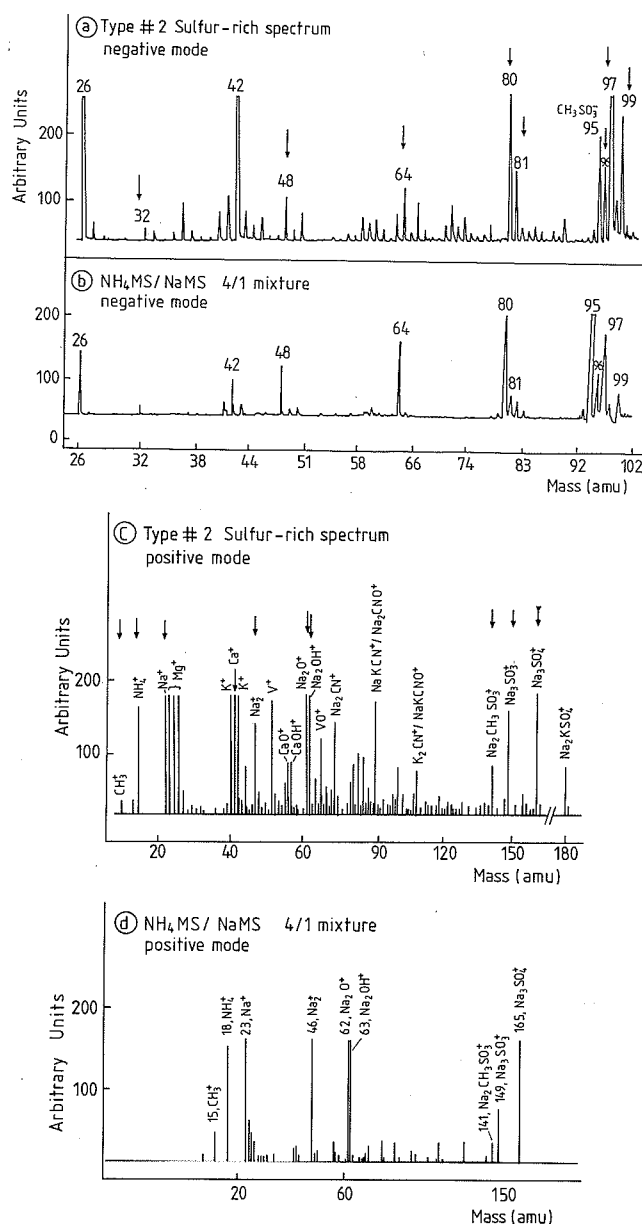 ⓐ Type # 2 Sulfur-rich spectrum
negative mode
Arbitrary Units
200
100
26
32
42
48
64
80
81
CH₃SO₃⁻
95
96
97
99
ⓑ NH₄MS/NaMS 4/1 mixture
negative mode
200
100
0
26
42
48
64
80
81
95
96
97
99
26
32
38
44
51
58
66
74
83
92
102
Mass (amu)
Ⓒ Type # 2 Sulfur-rich spectrum
positive mode
Arbitrary Units
200
100
CH₃⁺
NH₄⁺
Na⁺
} Mg⁺
K⁺
Ca⁺
K⁺
Na₂⁺
V⁺
CaO⁺
CaOH⁺
Na₂O⁺
Na₂OH⁺
VO⁺
Na₂CN⁺
NaKCN⁺/Na₂CNO⁺
K₂CN⁺/NaKCNO⁺
Na₂CH₃SO₃⁺
Na₃SO₃⁺
Na₃SO₄⁺
Na₂KSO₄⁺
20
40
60
90
120
150
180
Mass (amu)
ⓓ NH₄MS/ NaMS 4/1 mixture
positive mode
Arbitrary Units
200
100
15, CH₃⁺
18, NH₄⁺
23, Na⁺
46, Na₂⁺
62, Na₂O⁺
63, Na₂OH⁺
141, Na₂CH₃SO₃⁺
149, Na₃SO₃⁺
165, Na₃SO₄⁺
20
60
150
Mass (amu)